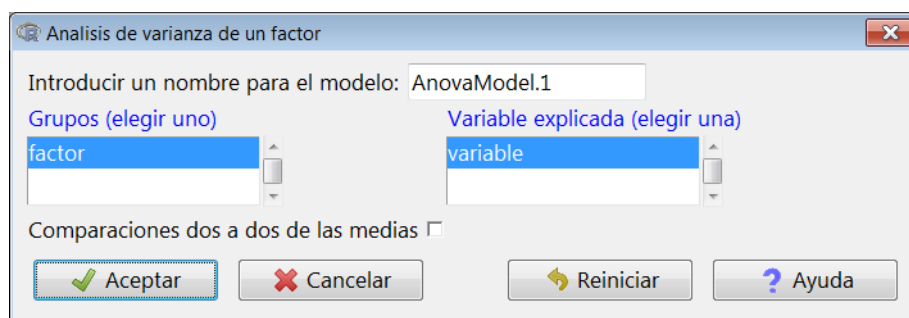 Analisis de varianza de un factor
Introducir un nombre para el modelo: AnovaModel.1
Grupos (elegir uno) Variable explicada (elegir una)
factor variable
Comparaciones dos a dos de las medias
Aceptar Cancelar Reiniciar Ayuda